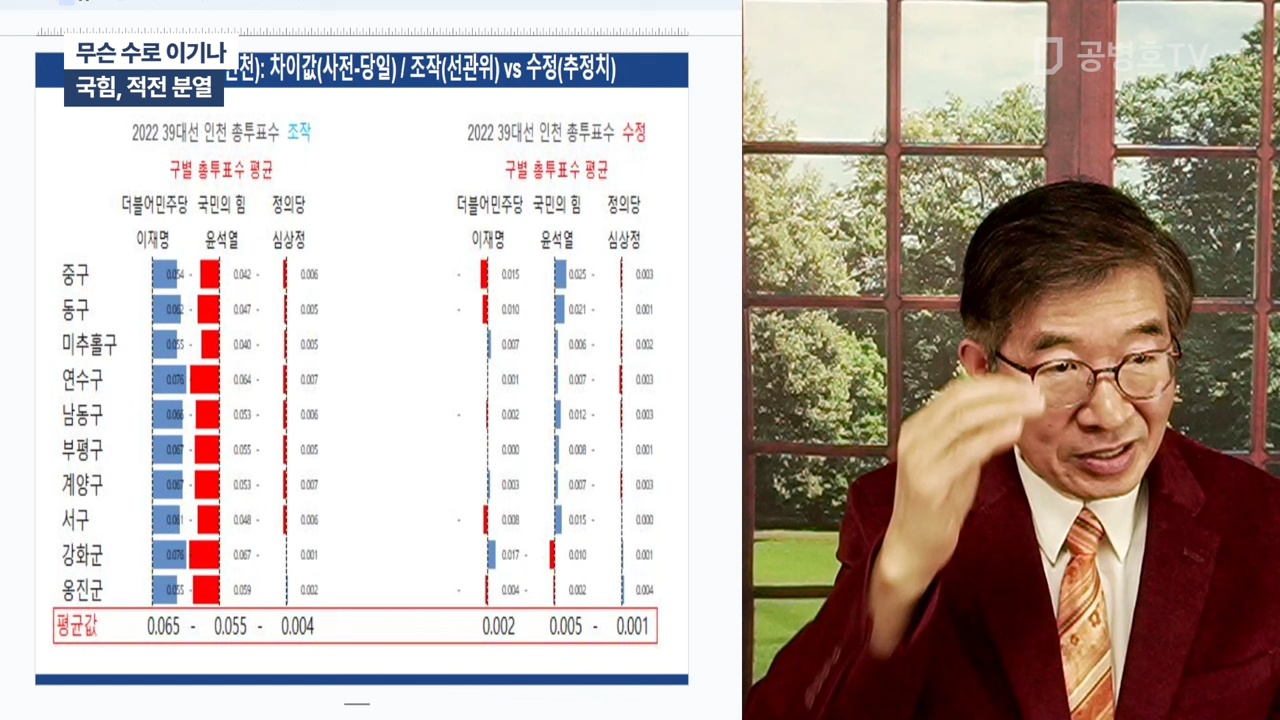 무슨 수로 이기나
국힘, 적전 분열
인천): 차이값(사전-당일) / 조작(선관위) vs 수정(추정치)
공병호TV
2022 39대선 인천 총투표수 조작
구별 총투표수 평균
더불어민주당 국민의 힘 정의당
이재명 윤석열 심상정
2022 39대선 인천 총투표수 수정
구별 총투표수 평균
더불어민주당 국민의 힘 정의당
이재명 윤석열 심상정
중구 0.054 - 0.042 - 0.006 - 0.015 0.025 - 0.003
동구 0.062 - 0.047 - 0.005 - 0.010 0.021 - 0.001
미추홀구 0.055 - 0.040 - 0.005 0.007 0.006 - 0.002
연수구 0.076 - 0.064 - 0.007 0.001 0.007 - 0.003
남동구 0.066 - 0.053 - 0.006 - 0.002 0.012 - 0.003
부평구 0.067 - 0.055 - 0.005 0.000 0.008 - 0.001
계양구 0.067 - 0.053 - 0.007 0.003 0.007 - 0.003
서구 0.061 - 0.048 - 0.006 - 0.008 0.015 - 0.000
강화군 0.076 - 0.067 - 0.001 0.017 - 0.010 - 0.001
옹진군 0.055 - 0.059 0.002 - 0.004 - 0.002 0.004
평균값 0.065 - 0.055 - 0.004 0.002 0.005 - 0.001